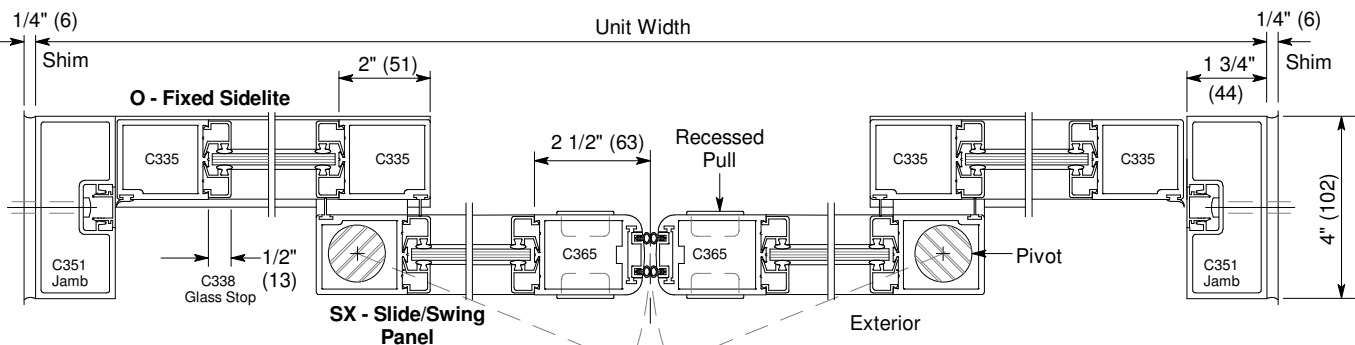 1/4" (6)
Unit Width
1/4" (6)
Shim
Shim
2" (51)
1 3/4"
(44)
O - Fixed Sidelite
2 1/2" (63)
Recessed
Pull
C335
C335
C335
C335
4" (102)
C351
Jamb
1/2"
(13)
C338
Glass Stop
C365
C365
Pivot
C351
Jamb
SX - Slide/Swing
Panel
Exterior